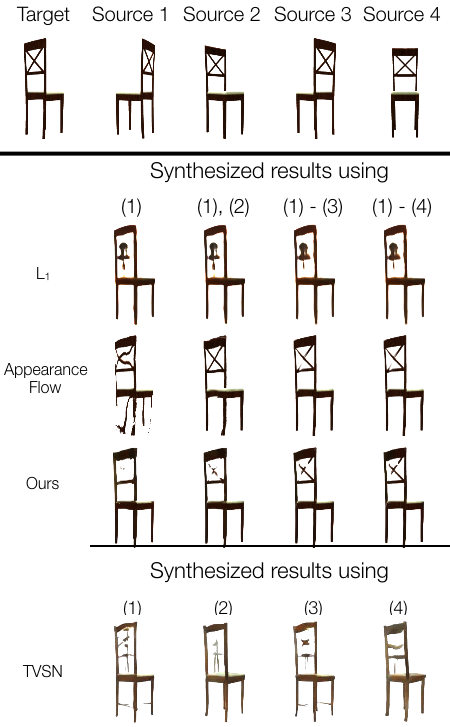 Target Source 1 Source 2 Source 3 Source 4
Synthesized results using
(1) (1), (2) (1) - (3) (1) - (4)
L₁
Appearance
Flow
Ours
Synthesized results using
(1) (2) (3) (4)
TVSN